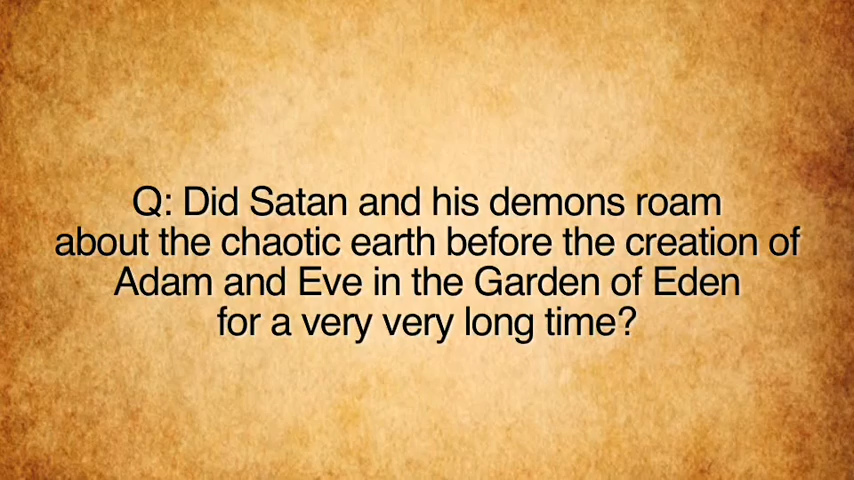 Q: Did Satan and his demons roam
about the chaotic earth before the creation of
Adam and Eve in the Garden of Eden
for a very very long time?